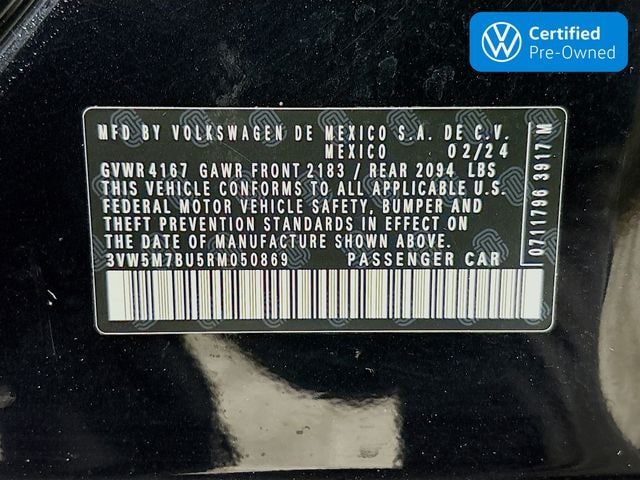 Certified
Pre-Owned
MFD BY VOLKSWAGEN DE MEXICO S.A. DE C.V.
MEXICO 02/24
GVWR 4167 GAWR FRONT 2183 / REAR 2094 LBS
THIS VEHICLE CONFORMS TO ALL APPLICABLE U.S.
FEDERAL MOTOR VEHICLE SAFETY, BUMPER AND
THEFT PREVENTION STANDARDS IN EFFECT ON
THE DATE OF MANUFACTURE SHOWN ABOVE.
3VW5M7BU5RM050869 PASSENGER CAR
0711796 3917 M